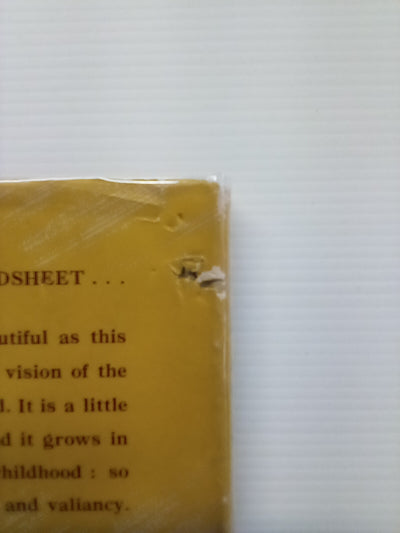 DSHEET . . .
utiful as this
vision of the
d. It is a little
d it grows in
hildhood : so
and valiancy.